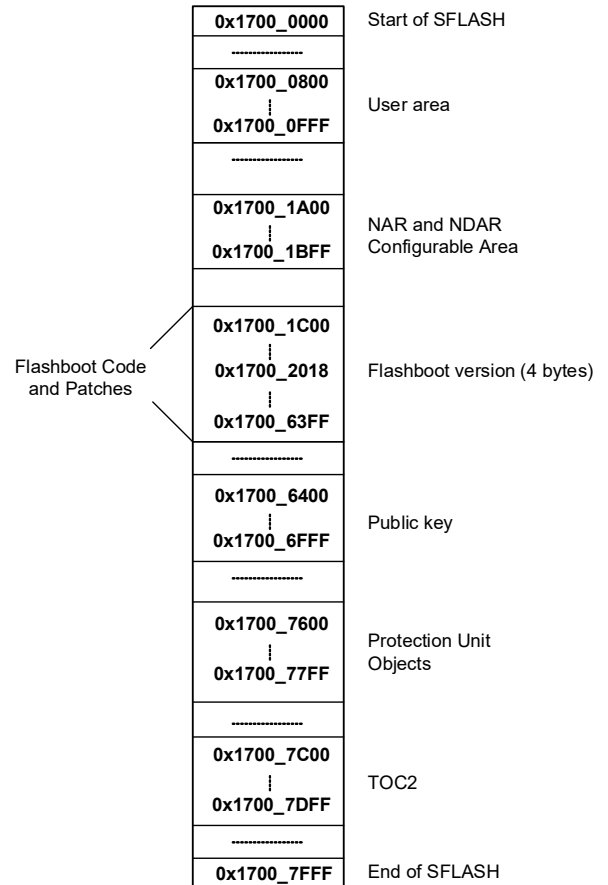 0x1700_0000
Start of SFLASH
0x1700_0800
0x1700_0FFF
User area
0x1700_1A00
0x1700_1BFF
NAR and NDAR
Configurable Area
Flashboot Code
and Patches
0x1700_1C00
0x1700_2018
0x1700_63FF
Flashboot version (4 bytes)
0x1700_6400
0x1700_6FFF
Public key
0x1700_7600
0x1700_77FF
Protection Unit
Objects
0x1700_7C00
0x1700_7DFF
TOC2
0x1700_7FFF
End of SFLASH